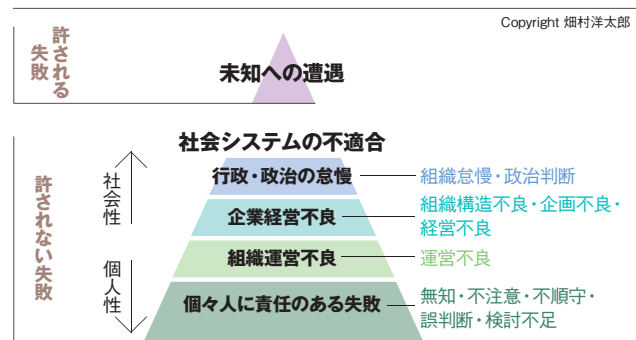 Copyright 畑村洋太郎
許される
失敗
未知への遭遇
社会システムの不適合
許されない失敗
社会性
個人性
行政・政治の怠慢
組織怠慢・政治判断
企業経営不良
組織構造不良・企画不良・
経営不良
組織運営不良
運営不良
個々人に責任のある失敗
無知・不注意・不順守・
誤判断・検討不足